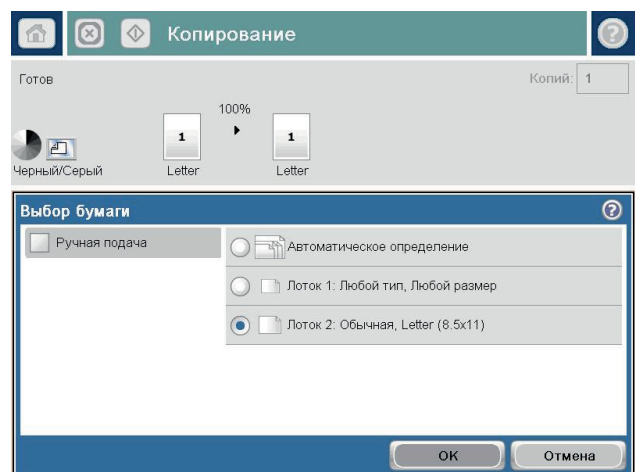 Копирование
?
Готов
Копий: 1
100%
1
1
Черный/Серый
Letter
Letter
Выбор бумаги
?
Ручная подача
Автоматическое определение
Лоток 1: Любой тип, Любой размер
Лоток 2: Обычная, Letter (8.5x11)
OK
Отмена